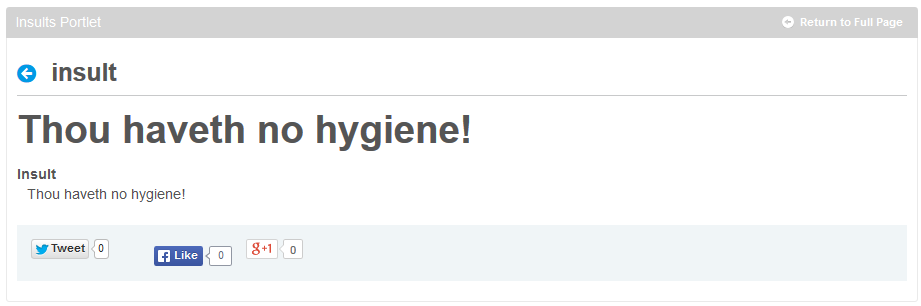 Insults Portlet Return to Full Page
insult
Thou haveth no hygiene!
Insult
Thou haveth no hygiene!
Tweet 0 Like 0 g+1 0